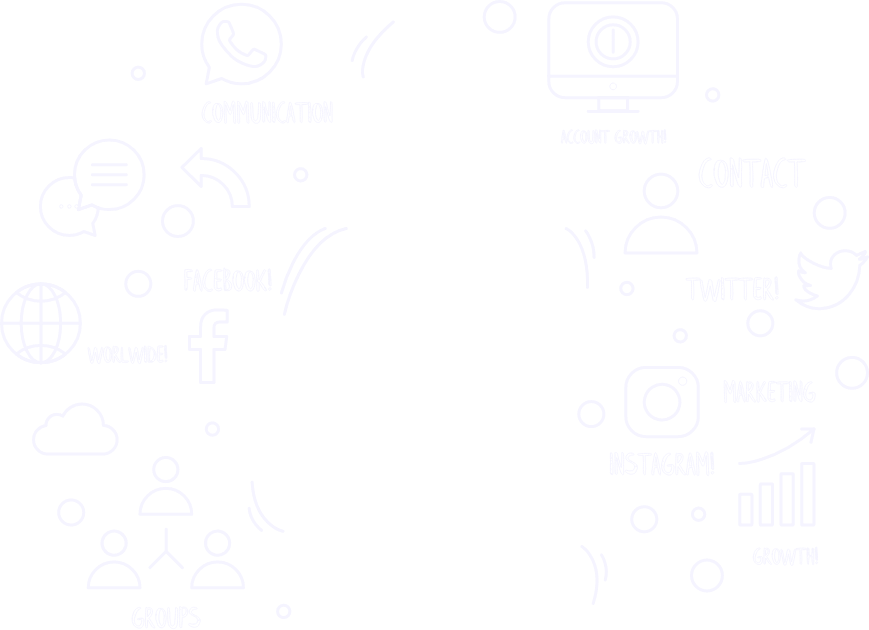 COMMUNICATION
ACCOUNT GROWTH!
CONTACT
FACEBOOK!
TWITTER!
WORLWIDE!
MARKETING
INSTAGRAM!
GROWTH!
GROUPS